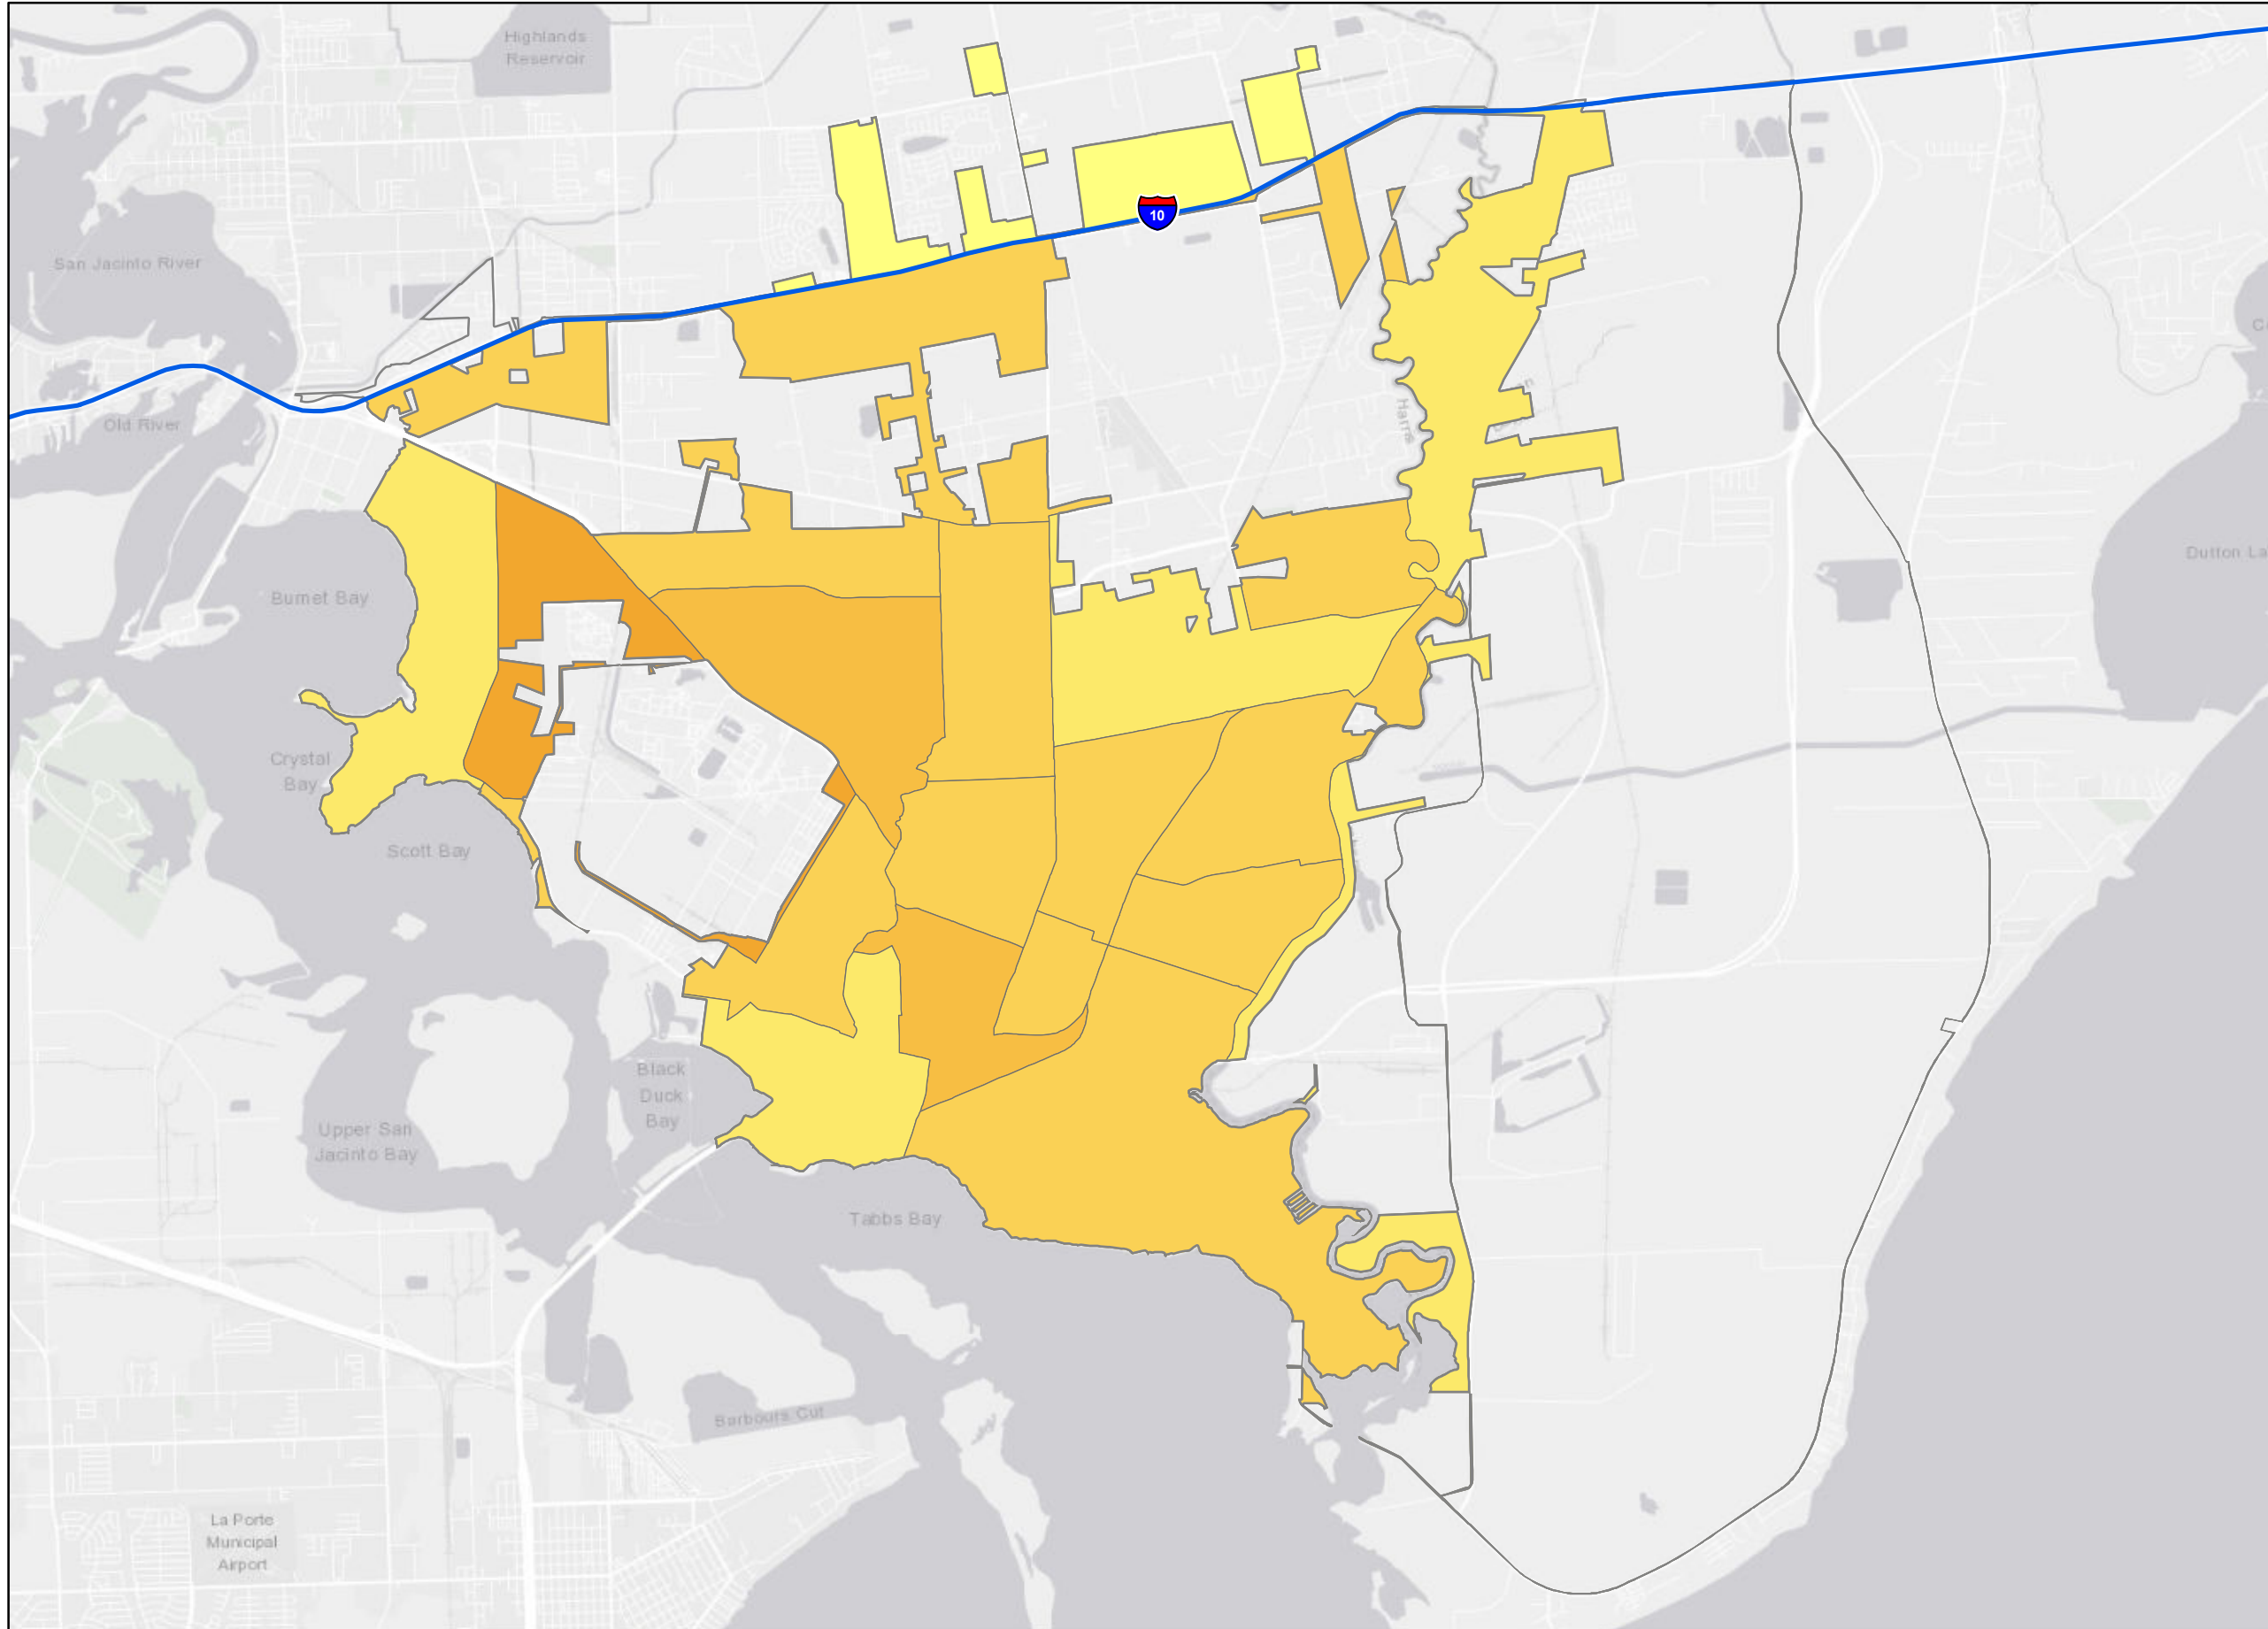 Highlands
Reservoir
10
San Jacinto River
Old River
Harris
Dutton La
Burnet Bay
Crystal
Bay
Scott Bay
Black
Duck
Bay
Upper San
Jacinto Bay
Tabbs Bay
Barbours Cut
La Porte
Municipal
Airport